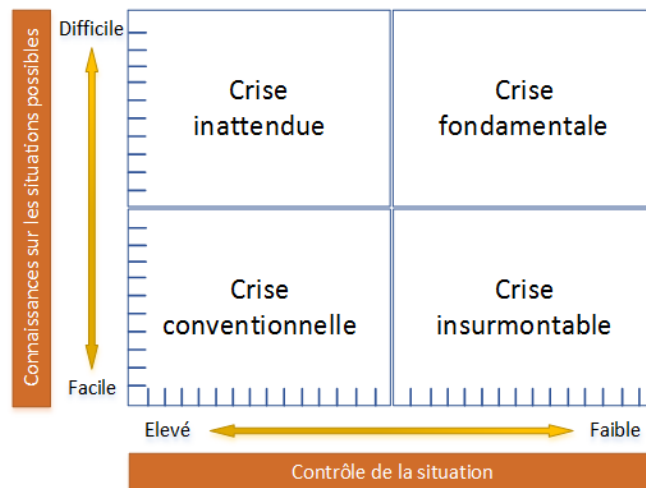 Connaissances sur les situations possibles
Difficile
Facile
Crise
inattendue
Crise
fondamentale
Crise
conventionnelle
Crise
insurmontable
Elevé
Faible
Contrôle de la situation